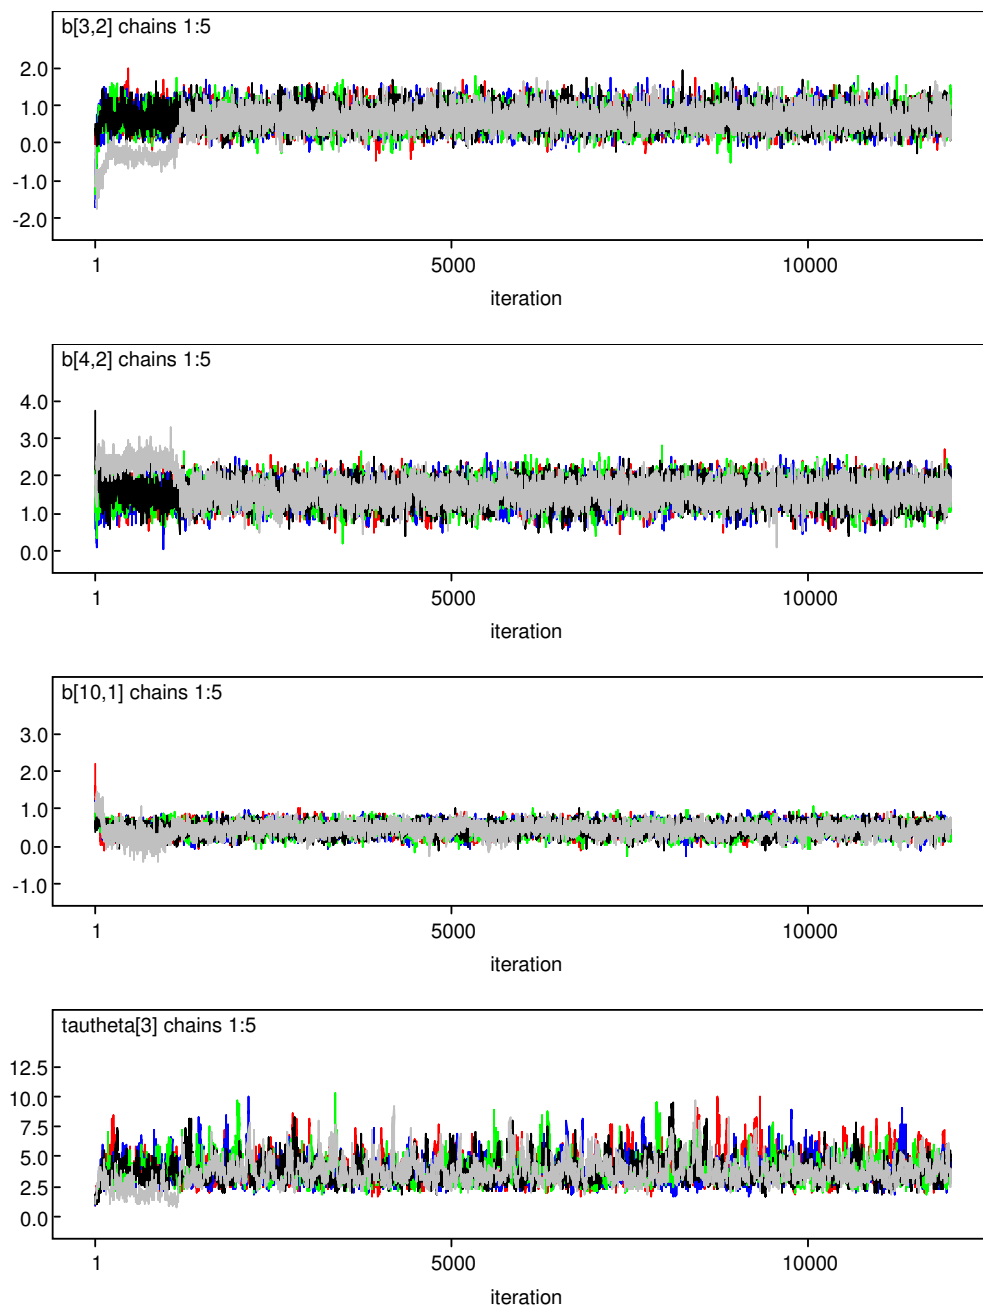 b[3,2] chains 1:5
2.0
1.0
0.0
-1.0
-2.0
1 5000 10000
iteration
b[4,2] chains 1:5
4.0
3.0
2.0
1.0
0.0
1 5000 10000
iteration
b[10,1] chains 1:5
3.0
2.0
1.0
0.0
-1.0
1 5000 10000
iteration
tautheta[3] chains 1:5
12.5
10.0
7.5
5.0
2.5
0.0
1 5000 10000
iteration